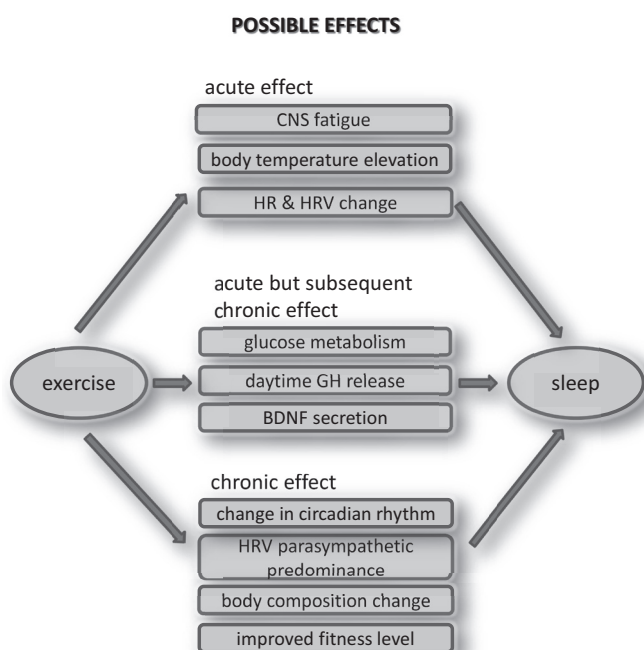 POSSIBLE EFFECTS
acute effect
CNS fatigue
body temperature elevation
HR & HRV change
acute but subsequent
chronic effect
glucose metabolism
exercise
daytime GH release
sleep
BDNF secretion
chronic effect
change in circadian rhythm
HRV parasympathetic
predominance
body composition change
improved fitness level